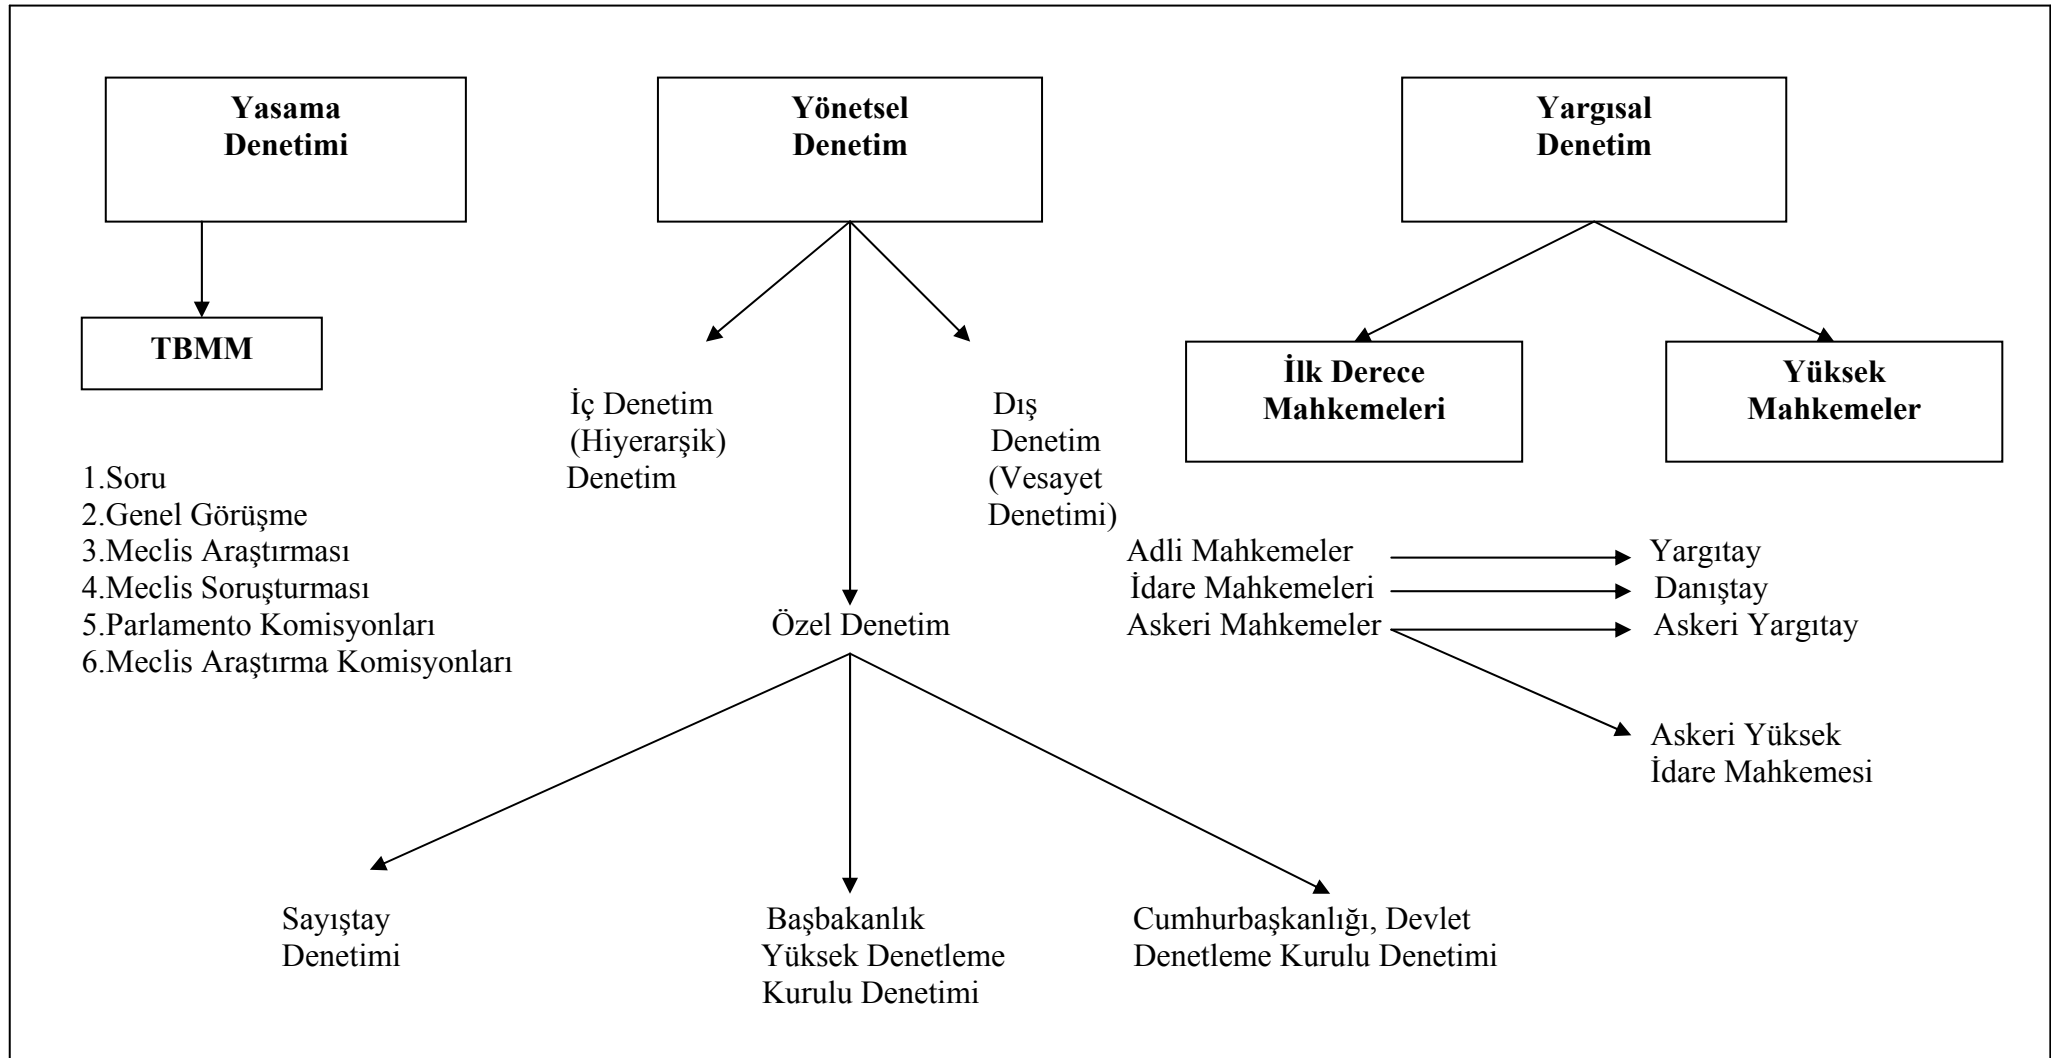 Yasama
Denetimi
TBMM
1.Soru
2.Genel Görüşme
3.Meclis Araştırması
4.Meclis Soruşturması
5.Parlamento Komisyonları
6.Meclis Araştırma Komisyonları
Yönetsel
Denetim
İç Denetim
(Hiyerarşik)
Denetim
Dış
Denetim
(Vesayet
Denetimi)
Özel Denetim
Sayıştay
Denetimi
Başbakanlık
Yüksek Denetleme
Kurulu Denetimi
Cumhurbaşkanlığı, Devlet
Denetleme Kurulu Denetimi
Yargısal
Denetim
İlk Derece
Mahkemeleri
Yüksek
Mahkemeler
Adli Mahkemeler
Yargıtay
İdare Mahkemeleri
Danıştay
Askeri Mahkemeler
Askeri Yargıtay
Askeri Yüksek
İdare Mahkemesi